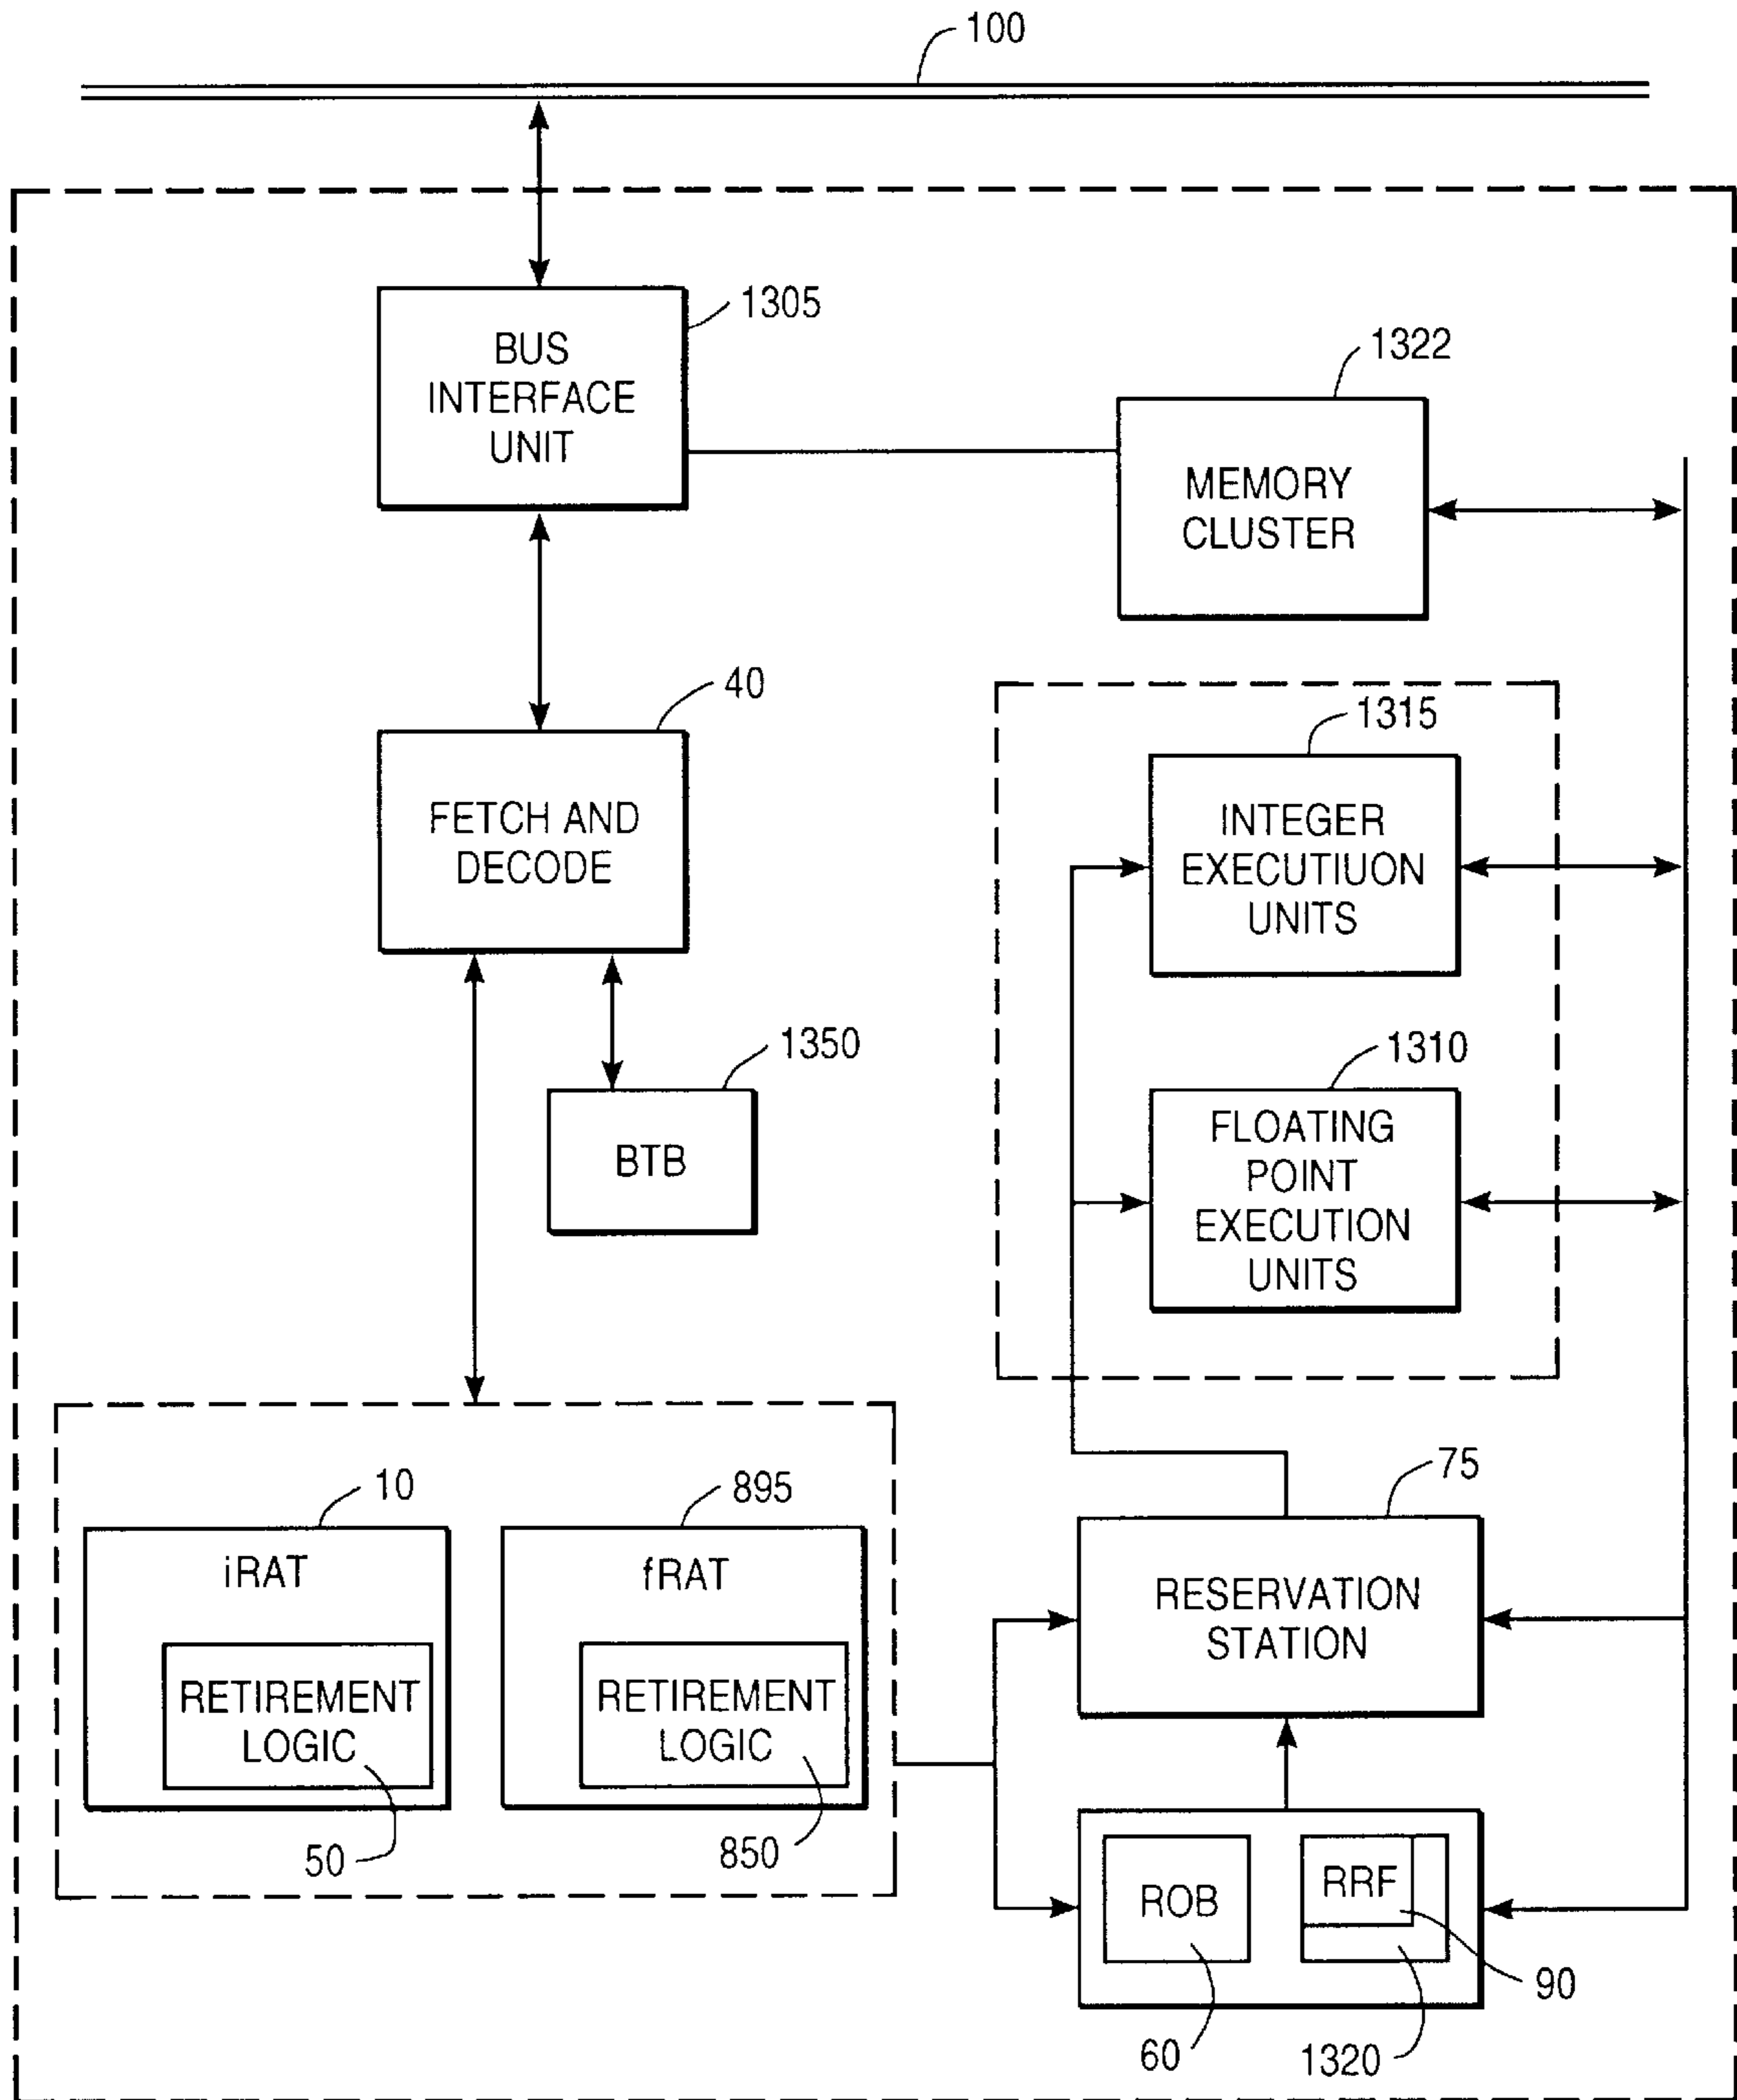 100
1305
BUS
INTERFACE
UNIT
1322
MEMORY
CLUSTER
40
FETCH AND
DECODE
1315
INTEGER
EXECUTIUON
UNITS
1350
BTB
1310
FLOATING
POINT
EXECUTION
UNITS
10
iRAT
RETIREMENT
LOGIC
50
895
fRAT
RETIREMENT
LOGIC
850
75
RESERVATION
STATION
ROB
60
RRF
90
1320